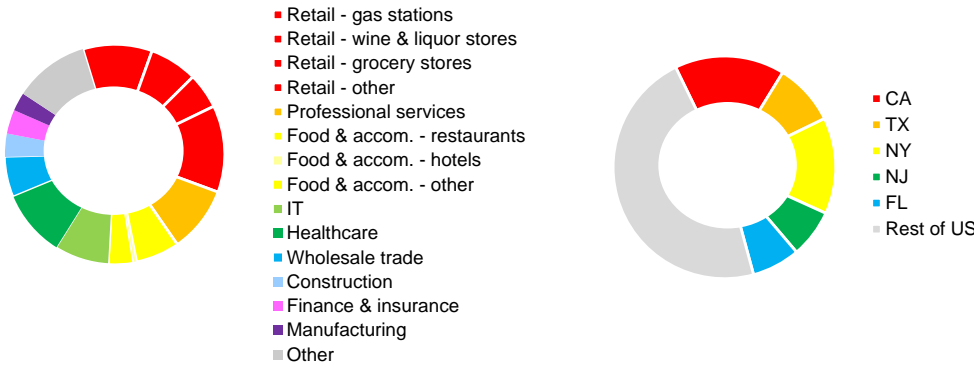 Retail - gas stations
Retail - wine & liquor stores
Retail - grocery stores
Retail - other
Professional services
Food & accom. - restaurants
Food & accom. - hotels
Food & accom. - other
IT
Healthcare
Wholesale trade
Construction
Finance & insurance
Manufacturing
Other
CA
TX
NY
NJ
FL
Rest of US